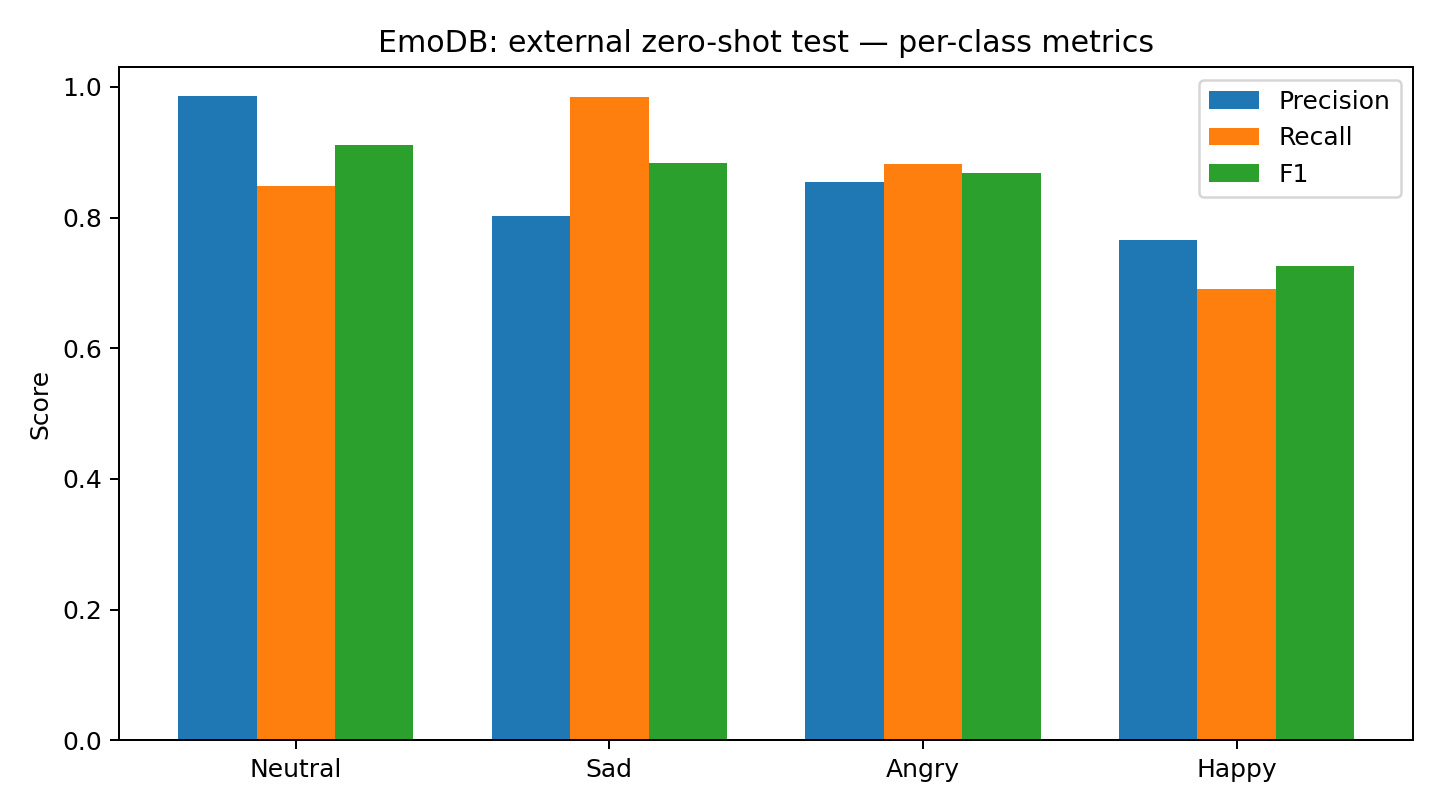 EmoDB: external zero-shot test — per-class metrics
Precision
Recall
F1
1.0
0.8
0.6
0.4
0.2
0.0
Score
Neutral Sad Angry Happy